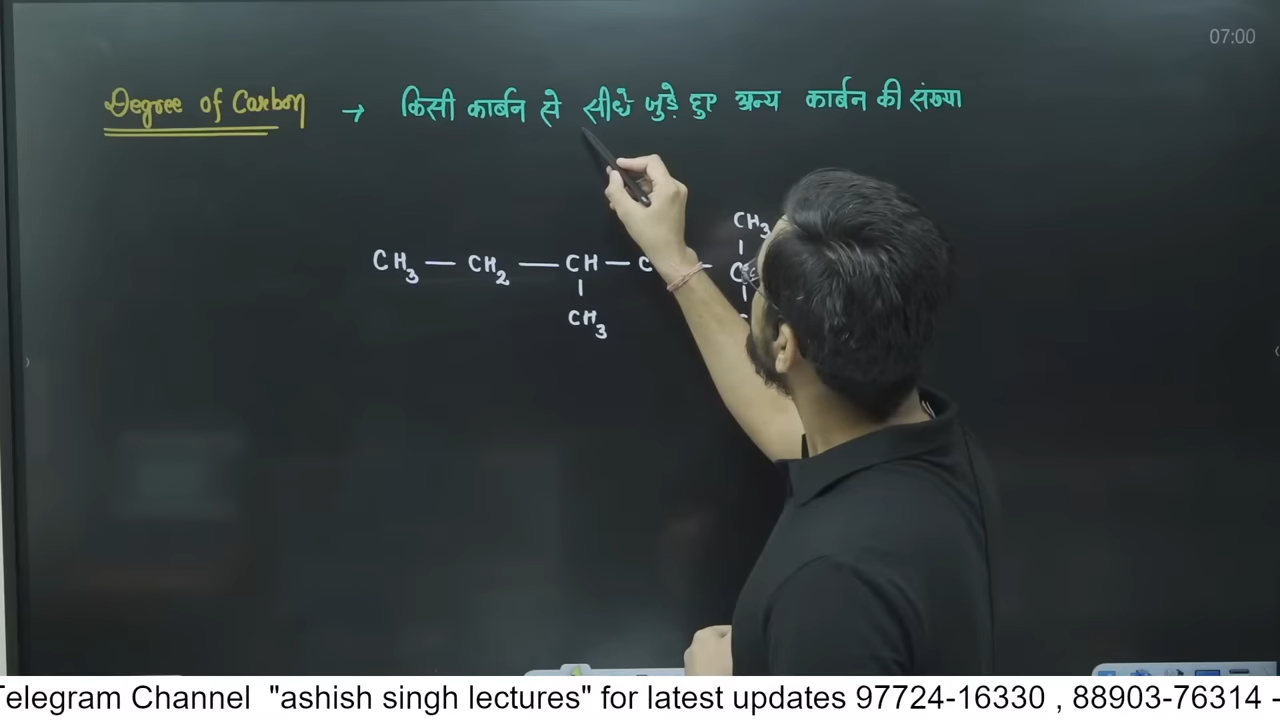 07:00
Degree of Carbon → किसी कार्बन से सीधे जुड़े हुए अन्य कार्बन की संख्या
CH3
CH3 — CH2 — CH — C
CH3
Telegram Channel "ashish singh lectures" for latest updates 97724-16330 , 88903-76314 -